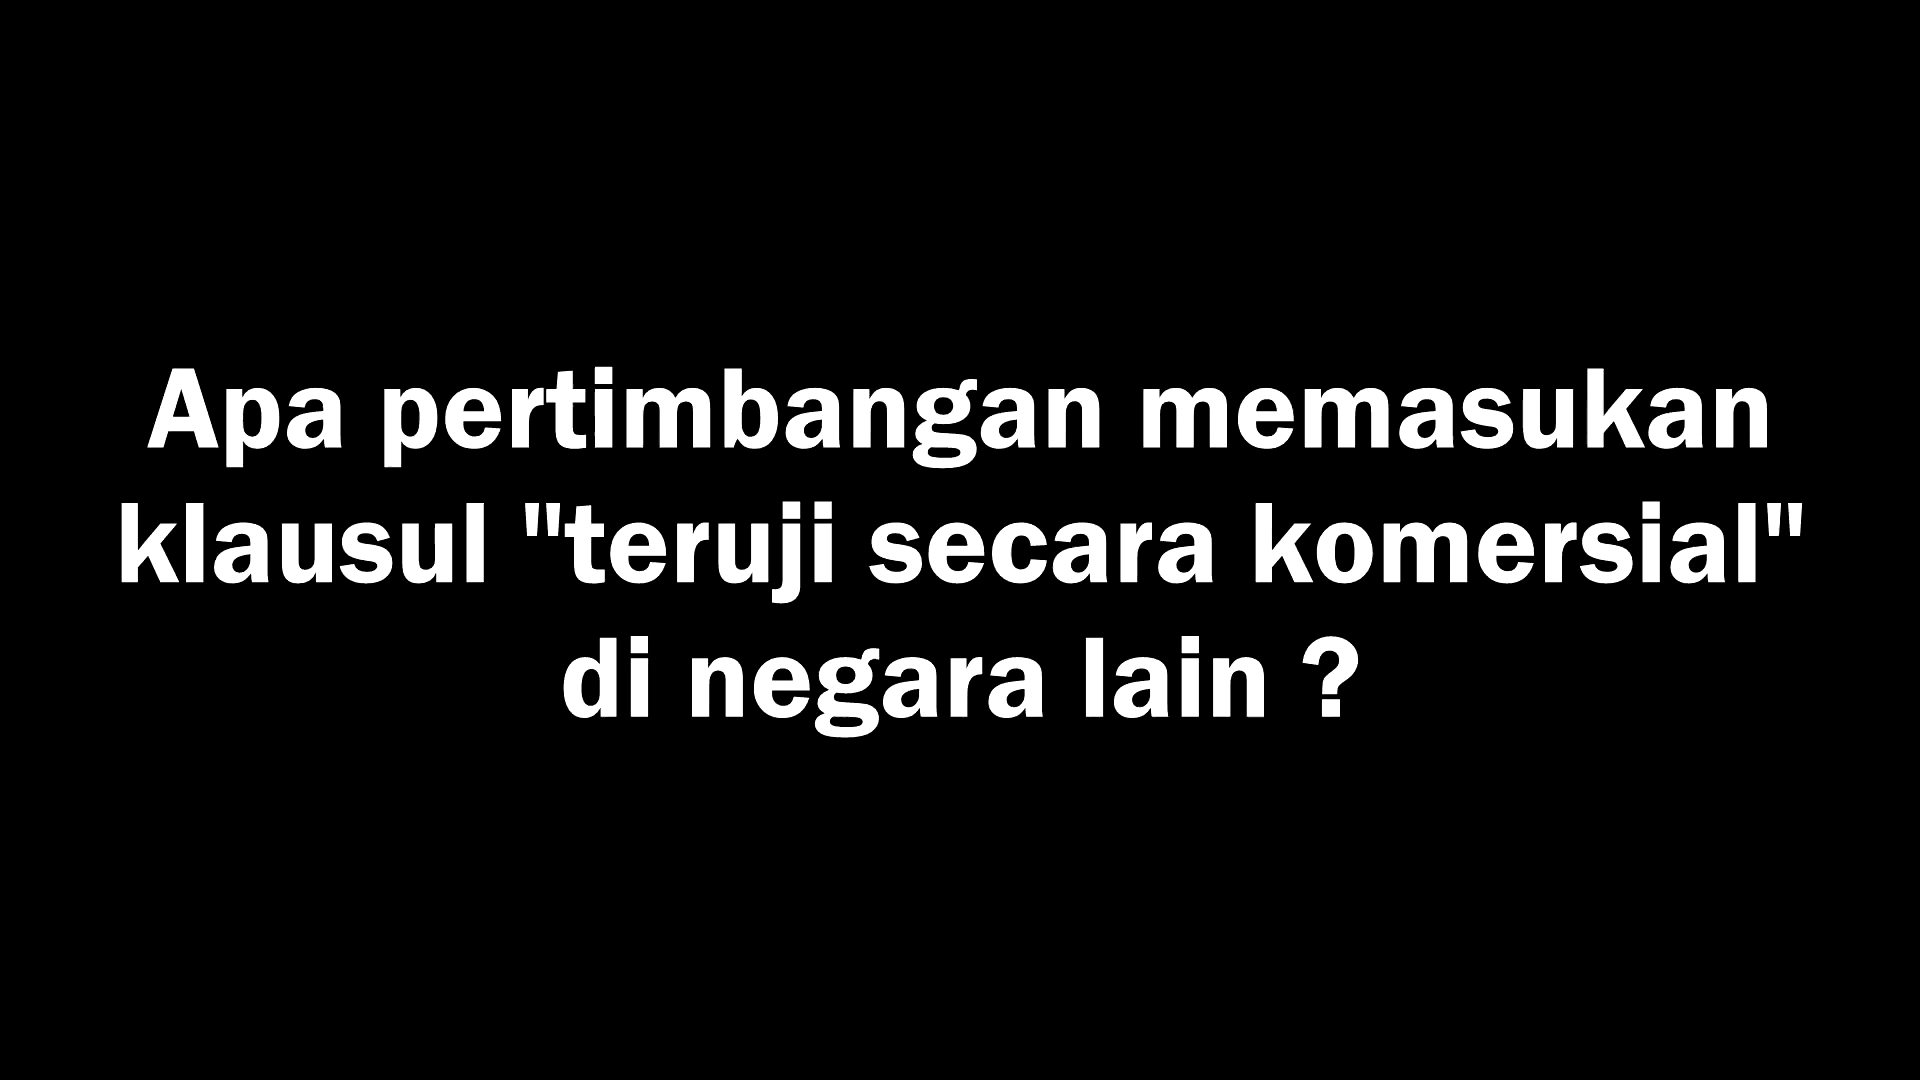 Apa pertimbangan memasukan
klausul "teruji secara komersial"
di negara lain ?